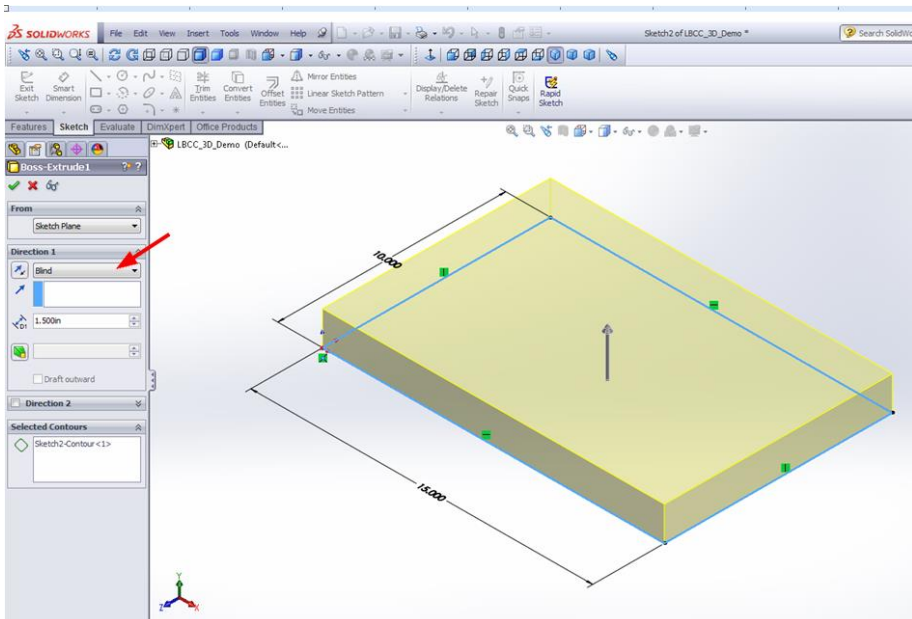 SOLIDWORKS File Edit View Insert Tools Window Help Sketch2 of LBCC_3D_Demo * Search SolidWo
Exit Sketch Smart Dimension Trim Entities Convert Entities Offset Entities Mirror Entities Linear Sketch Pattern Move Entities Display/Delete Relations Repair Sketch Quick Snaps Rapid Sketch
Features Sketch Evaluate DimXpert Office Products
LBCC_3D_Demo (Default<...
Boss-Extrude1 ?
From
Sketch Plane
Direction 1
Blind
D1 1.500in
Draft outward
Direction 2
Selected Contours
Sketch2-Contour<1>
10.000
15.000
Y
Z X